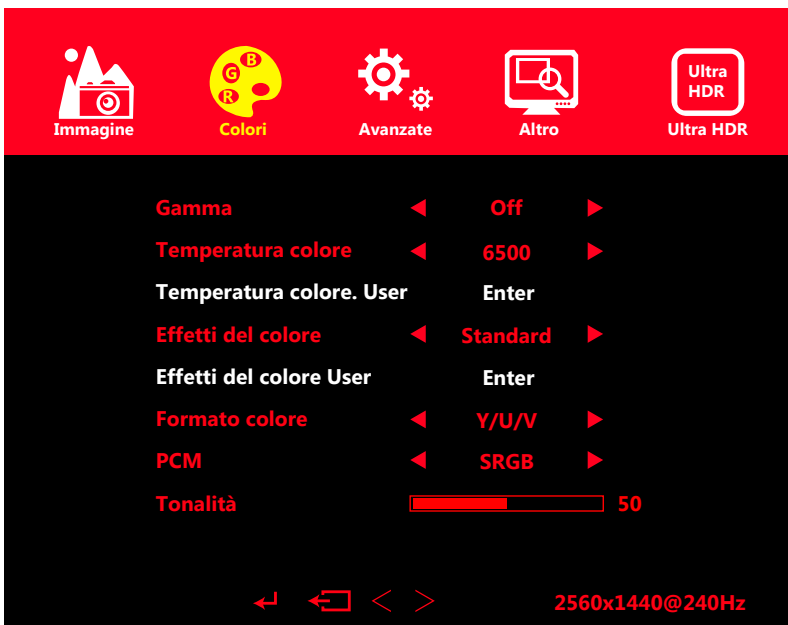 R G B
Ultra
HDR
Immagine Colori Avanzate Altro Ultra HDR
Gamma Off
Temperatura colore 6500
Temperatura colore. User Enter
Effetti del colore Standard
Effetti del colore User Enter
Formato colore Y/U/V
PCM SRGB
Tonalità 50
2560x1440@240Hz